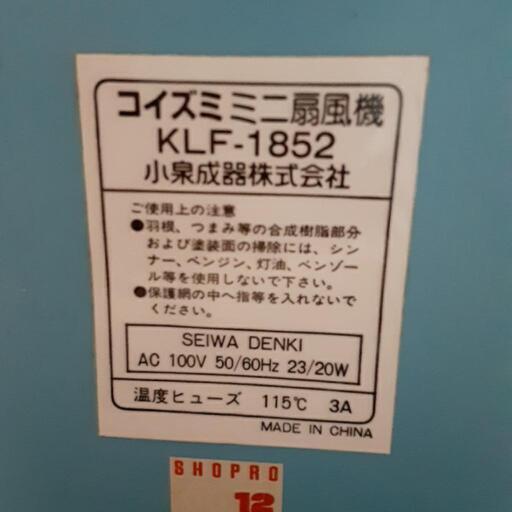 コイズミミニ扇風機
KLF-1852
小泉成器株式会社
ご使用上の注意
●羽根、つまみ等の合成樹脂部分
および塗装面の掃除には、シン
ナー、ベンジン、灯油、ベンゾー
ル等を使用しないで下さい。
●保護網の中へ指等を入れないで
ください。
SEIWA DENKI
AC 100V 50/60Hz 23/20W
温度ヒューズ 115℃ 3A
MADE IN CHINA
SHOPRO
12